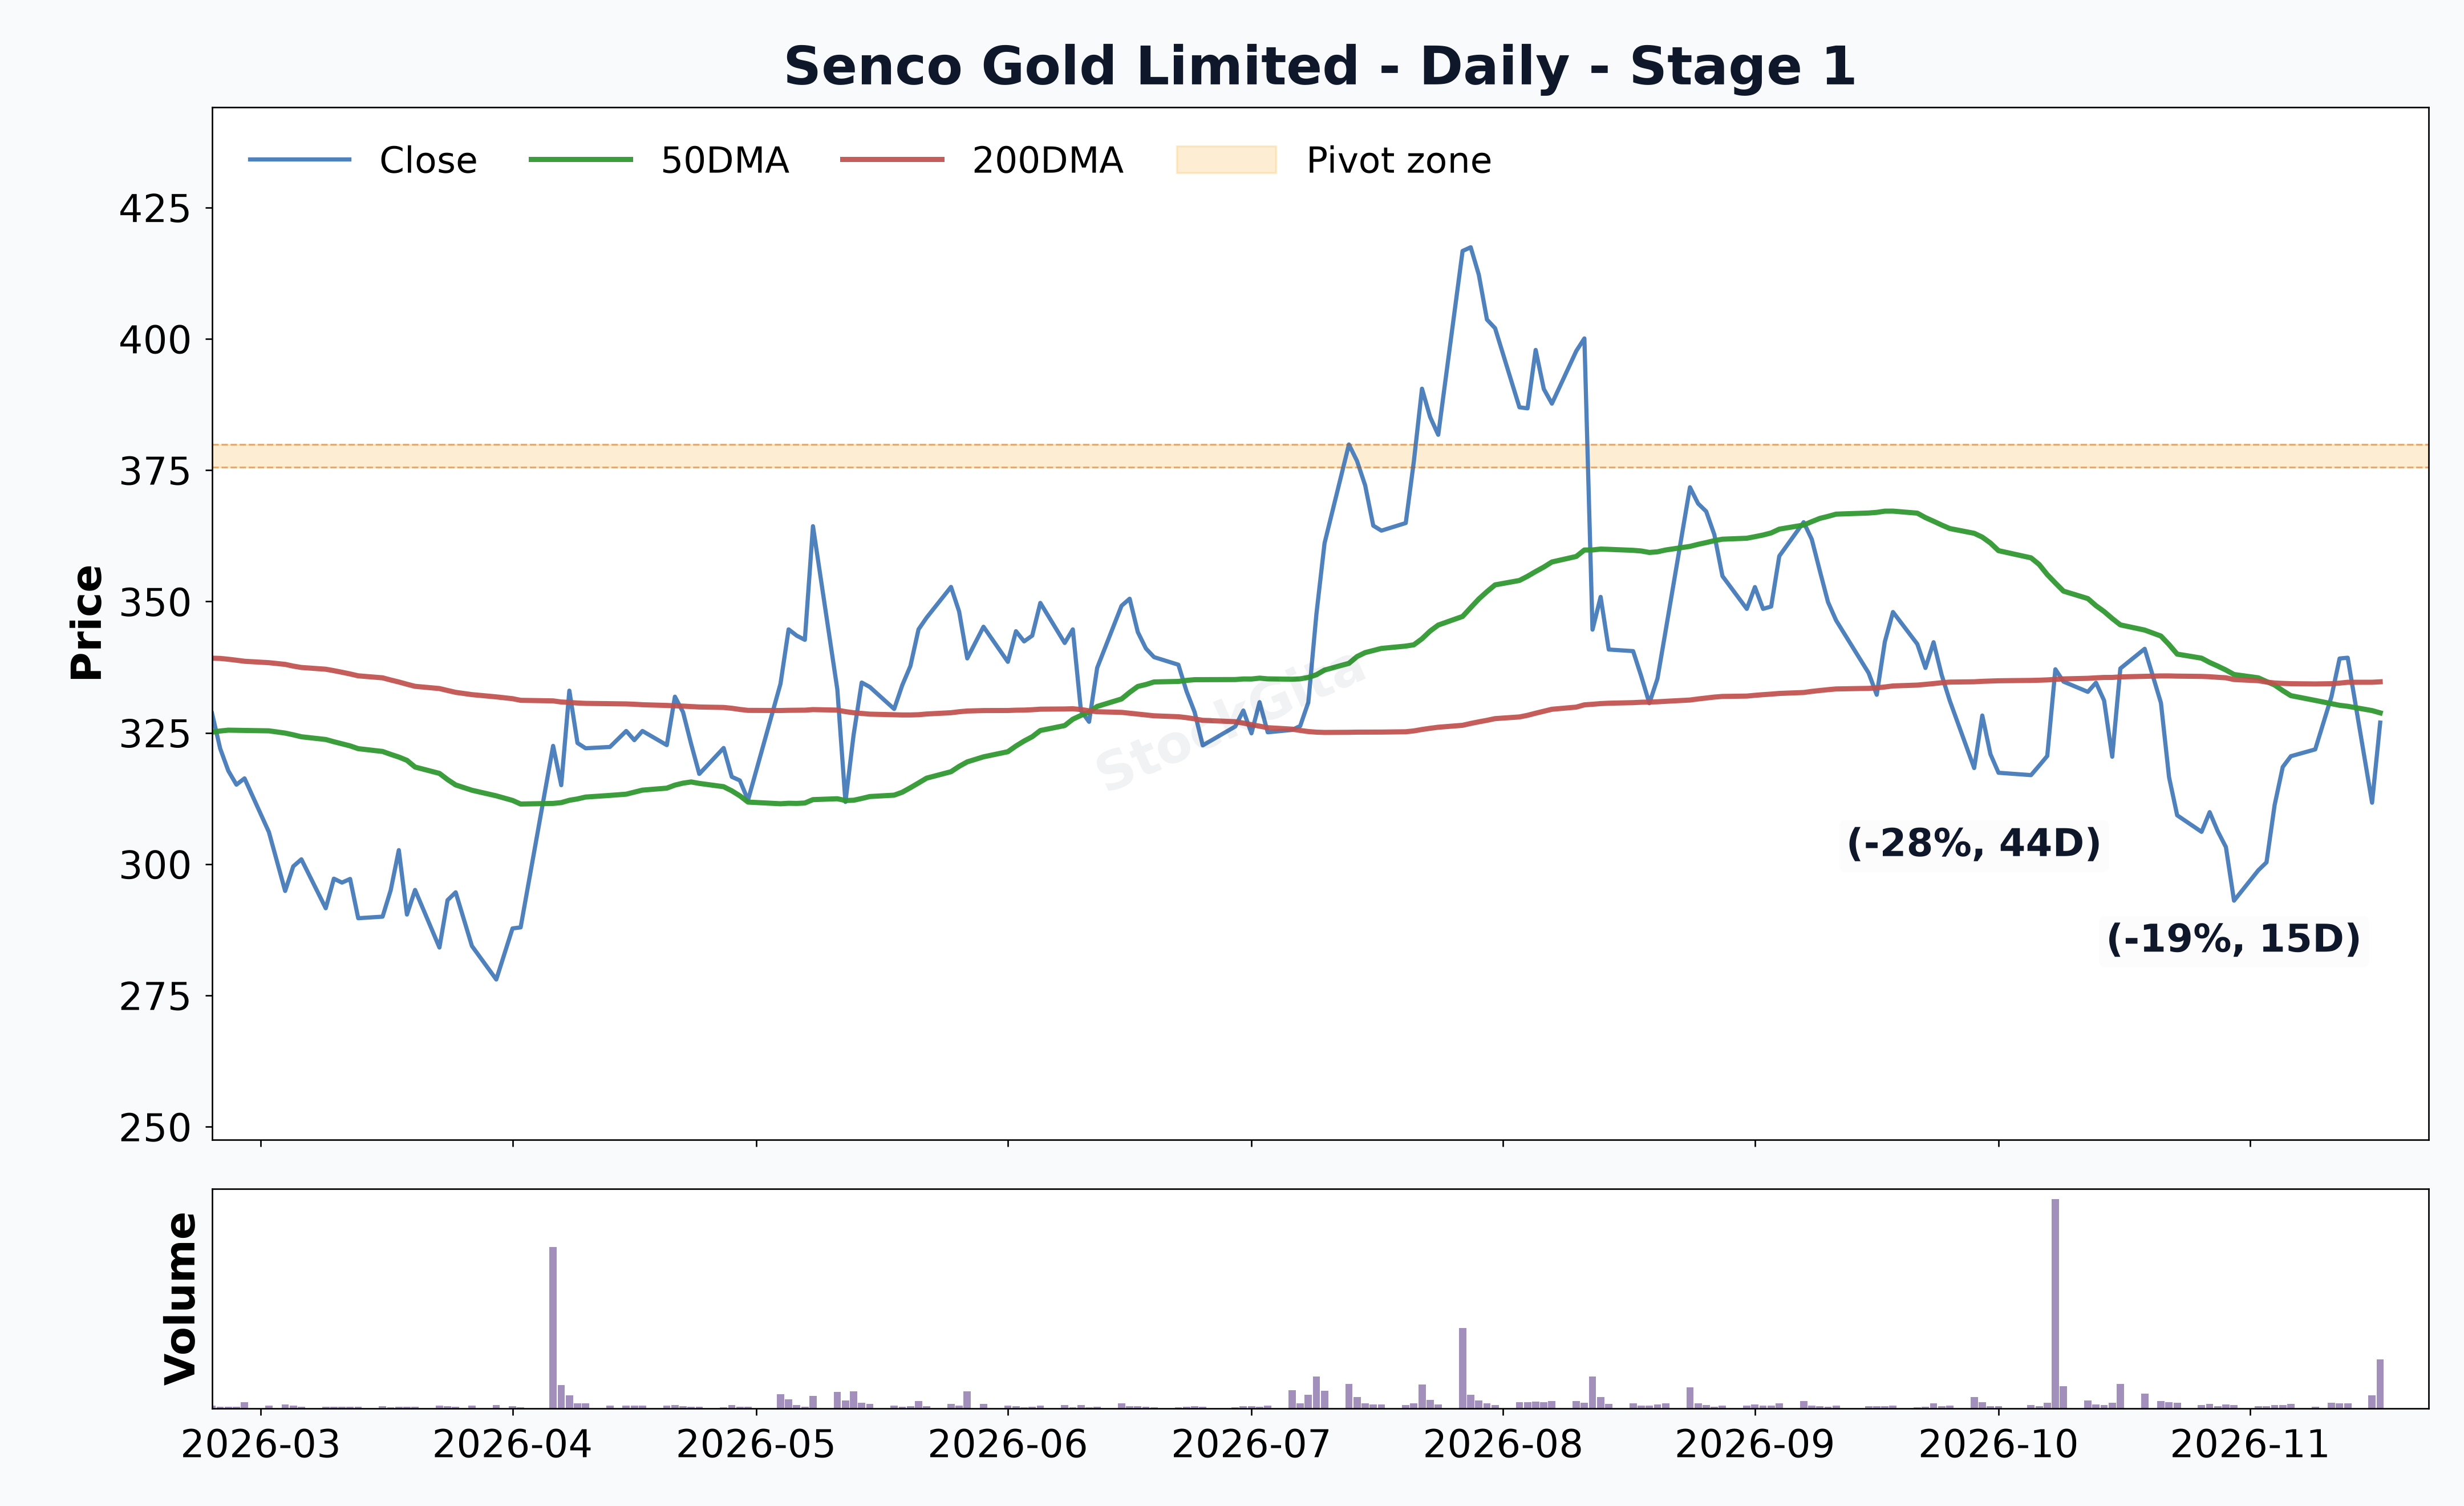 Senco Gold Limited - Daily - Stage 1
Close 50DMA 200DMA Pivot zone
425
400
375
350
325
300
275
250
Price
StockGita
(-28%, 44D)
(-19%, 15D)
Volume
2026-03 2026-04 2026-05 2026-06 2026-07 2026-08 2026-09 2026-10 2026-11